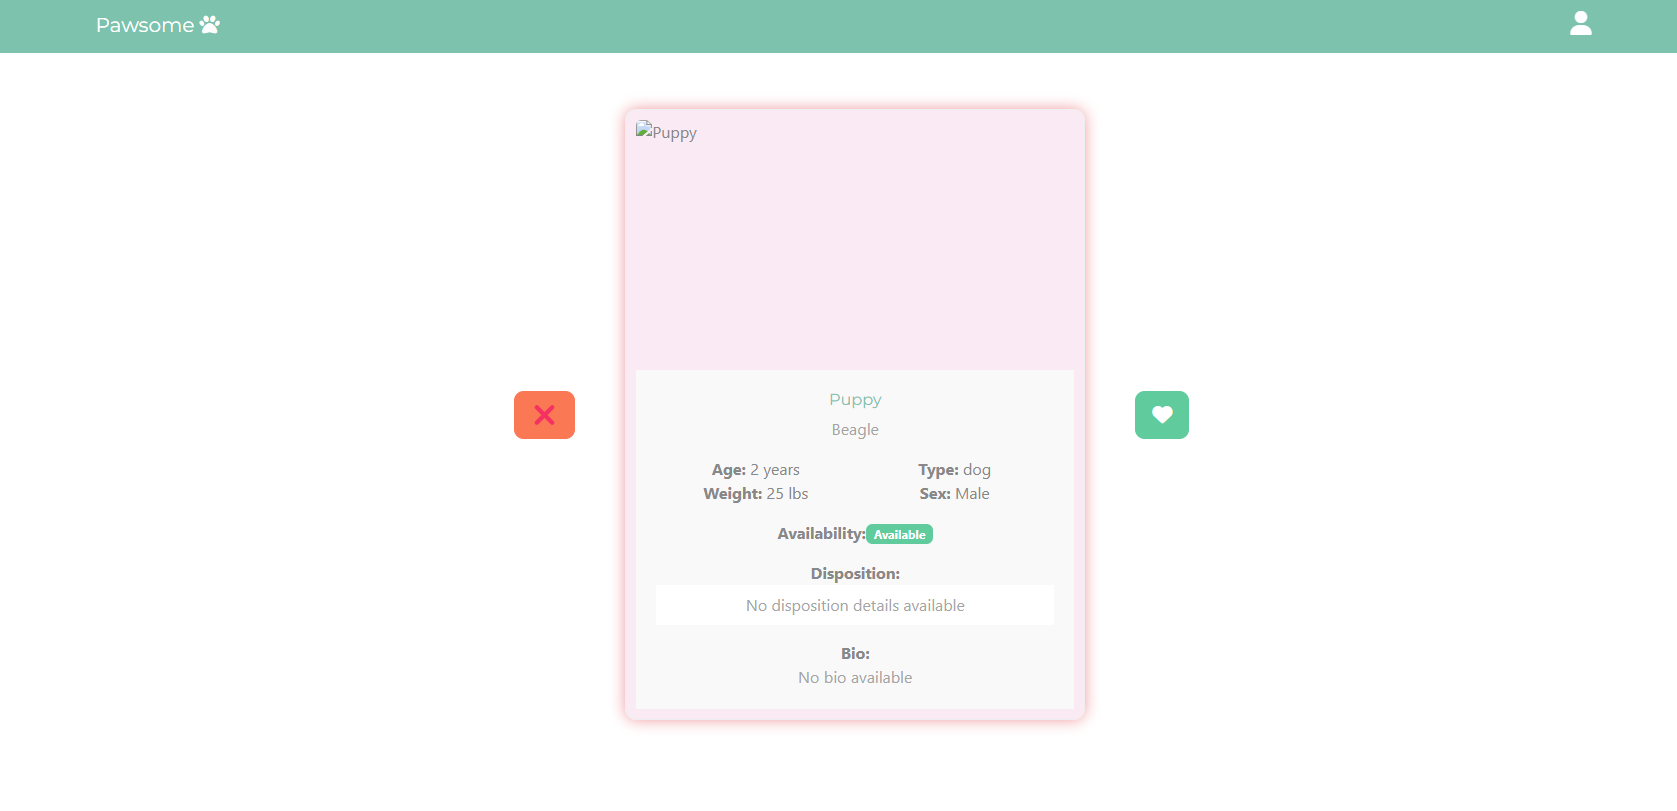 Pawsome
Puppy
Puppy
Beagle
Age: 2 years
Type: dog
Weight: 25 lbs
Sex: Male
Availability: Available
Disposition:
No disposition details available
Bio:
No bio available